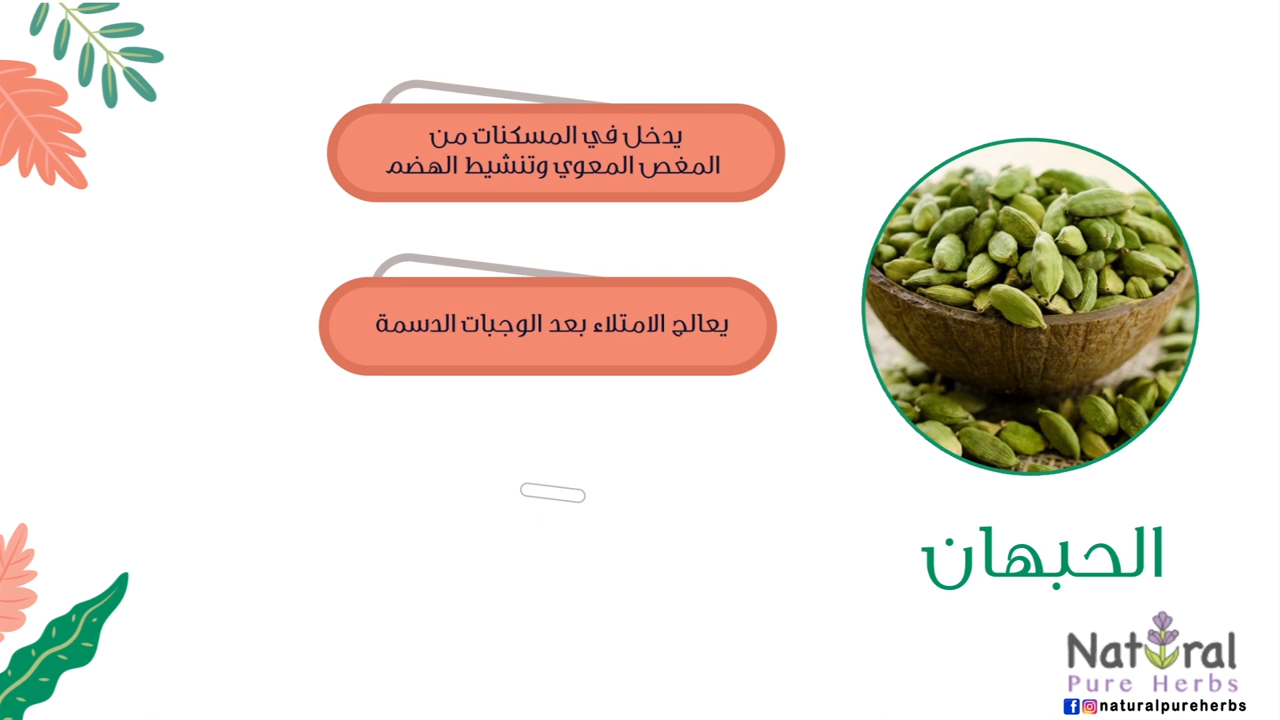 يدخل في المسكنات من
المغص المعوي وتنشيط الهضم
يعالج الامتلاء بعد الوجبات الدسمة
الحبهان
Natural
Pure Herbs
naturalpureherbs